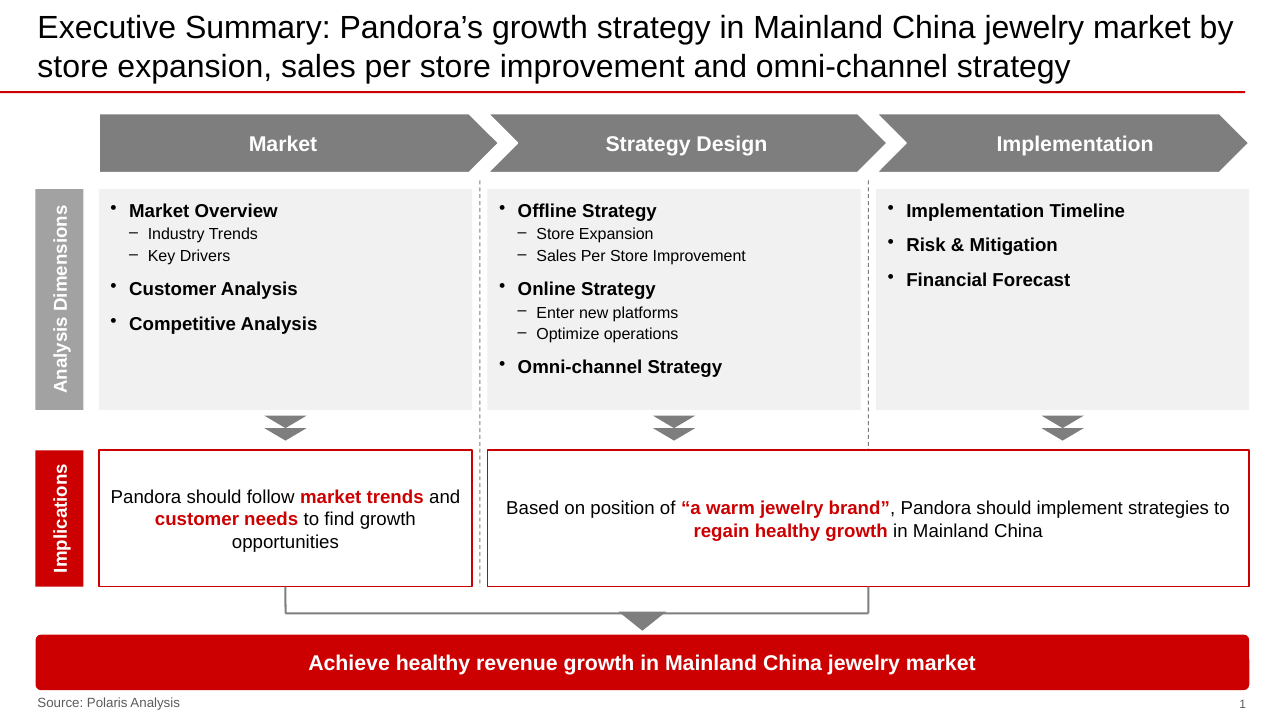 Executive Summary: Pandora’s growth strategy in Mainland China jewelry market by
store expansion, sales per store improvement and omni-channel strategy
Market
Strategy Design
Implementation
Analysis Dimensions
• Market Overview
– Industry Trends
– Key Drivers
• Customer Analysis
• Competitive Analysis
• Offline Strategy
– Store Expansion
– Sales Per Store Improvement
• Online Strategy
– Enter new platforms
– Optimize operations
• Omni-channel Strategy
• Implementation Timeline
• Risk & Mitigation
• Financial Forecast
Implications
Pandora should follow market trends and
customer needs to find growth
opportunities
Based on position of “a warm jewelry brand”, Pandora should implement strategies to
regain healthy growth in Mainland China
Achieve healthy revenue growth in Mainland China jewelry market
Source: Polaris Analysis
1